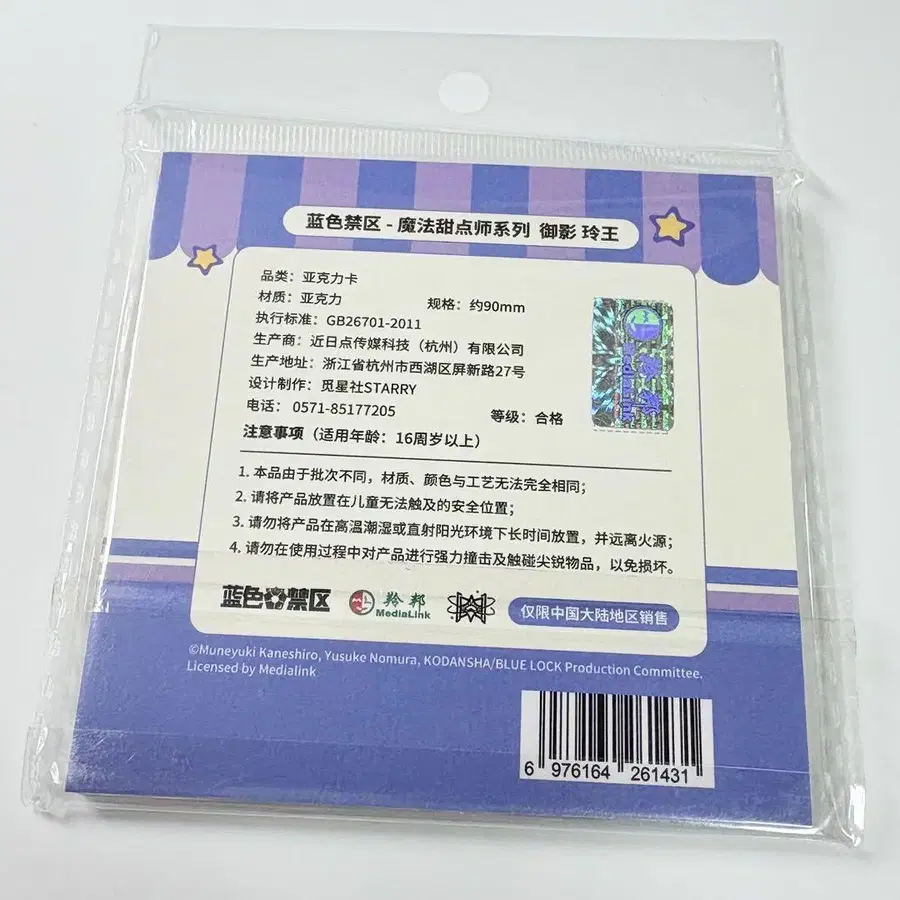 蓝色禁区 - 魔法甜点师系列 御影 玲王
品类：亚克力卡
材质：亚克力 规格：约90mm
执行标准：GB26701-2011
生产商：近日点传媒科技（杭州）有限公司
生产地址：浙江省杭州市西湖区屏新路27号
设计制作：觅星社STARRY
电话：0571-85177205 等级：合格
注意事项（适用年龄：16周岁以上）
1. 本品由于批次不同，材质、颜色与工艺无法完全相同；
2. 请将产品放置在儿童无法触及的安全位置；
3. 请勿将产品在高温潮湿或直射阳光环境下长时间放置，并远离火源；
4. 请勿在使用过程中对产品进行强力撞击及触碰尖锐物品，以免损坏。
羚邦
Medialink
蓝色禁区 羚邦 仅限中国大陆地区销售
MediaLink
©Muneyuki Kaneshiro, Yusuke Nomura, KODANSHA/BLUE LOCK Production Committee.
Licensed by Medialink
6 976164 261431